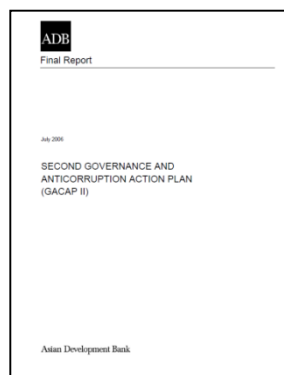 ADB
Final Report
July 2006
SECOND GOVERNANCE AND
ANTICORRUPTION ACTION PLAN
(GACAP II)
Asian Development Bank